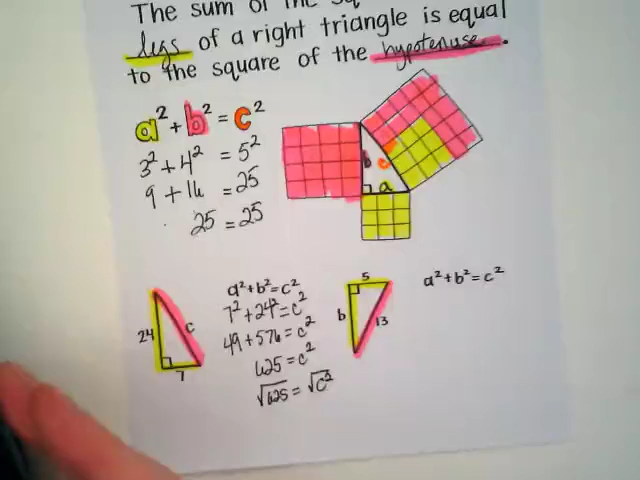 The sum of the sq
legs of a right triangle is equal
to the square of the hypotenuse.
a² + b² = c²
3² + 4² = 5²
9 + 16 = 25
25 = 25
b
c
a
24
c
7
a²+b²=c²
7²+24²=c²
49+576=c²
625=c²
√625 = √c²
5
b
13
a²+b²=c²